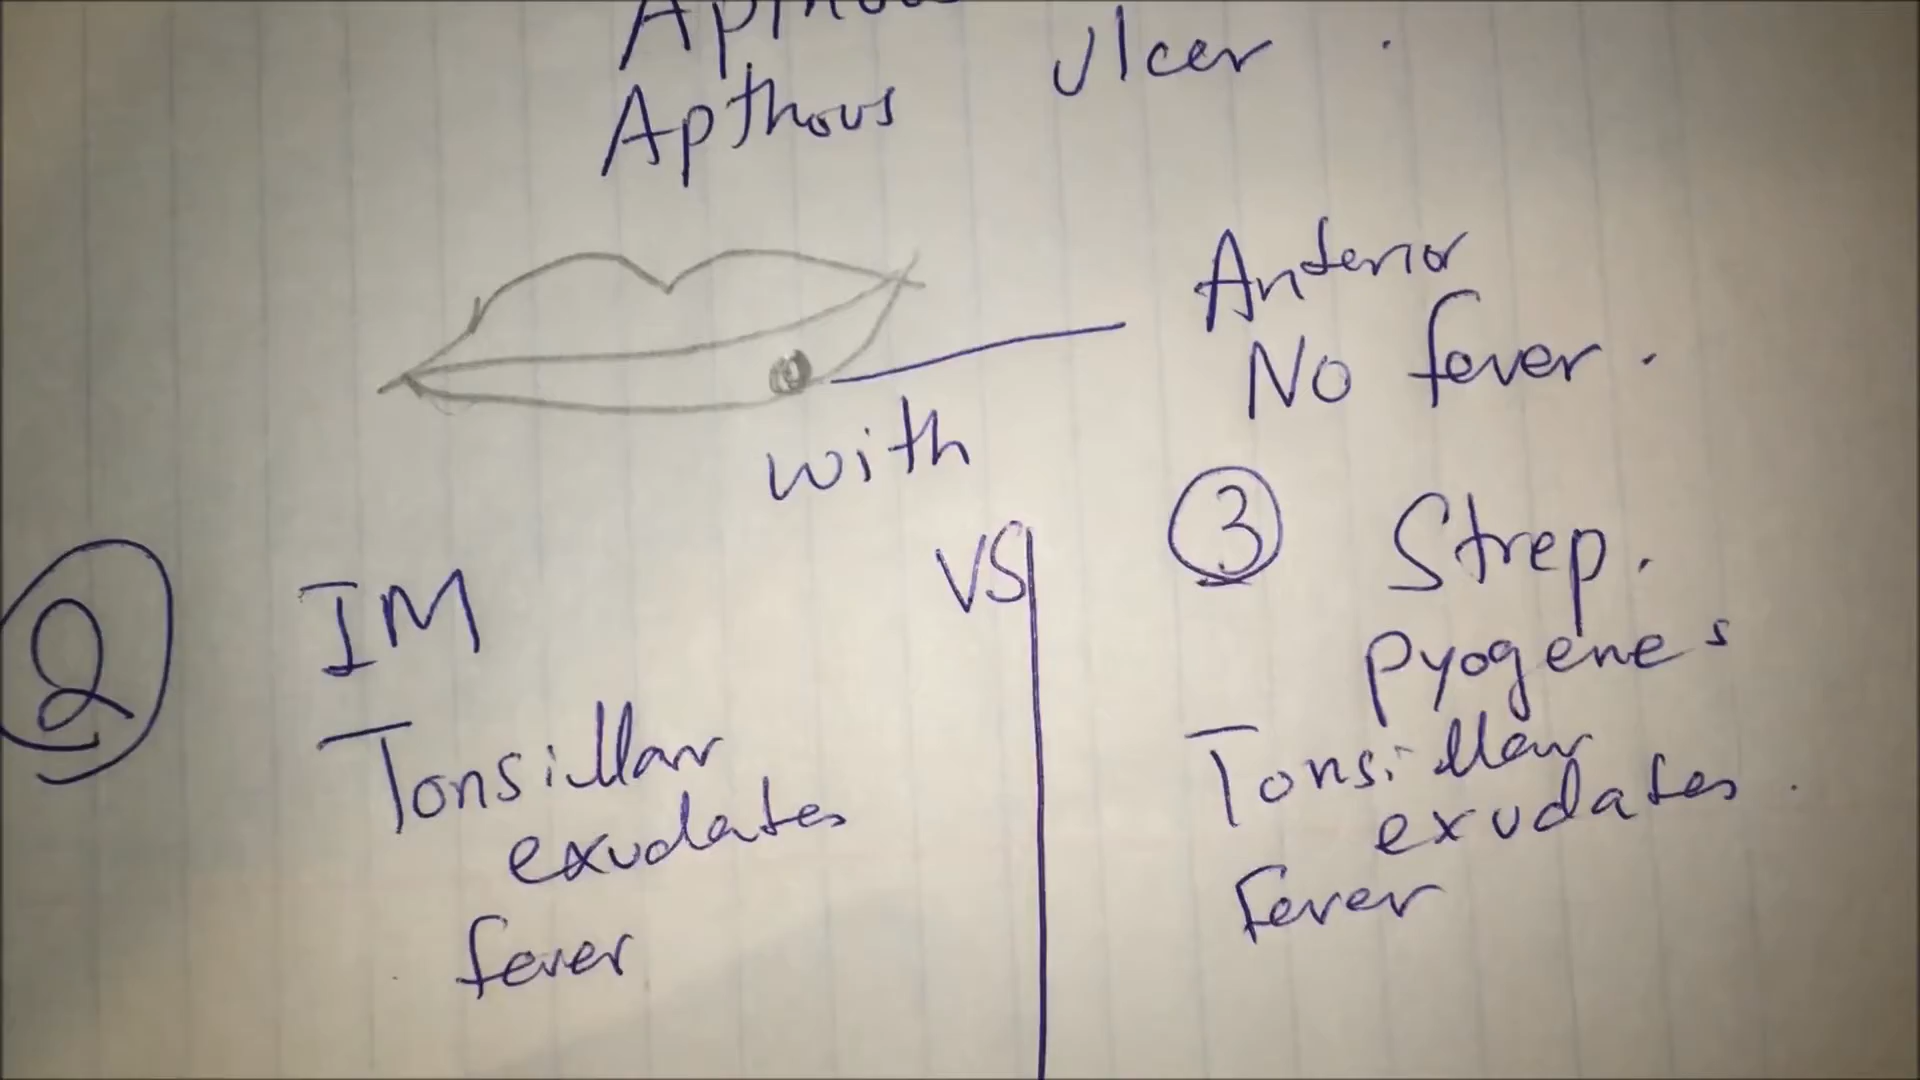 Ulcer .
Apthous
Anterior
No fever .
with
VS
② IM
Tonsillar
exudates
fever
③ Strep.
pyogenes
Tonsillar
exudates .
Fever